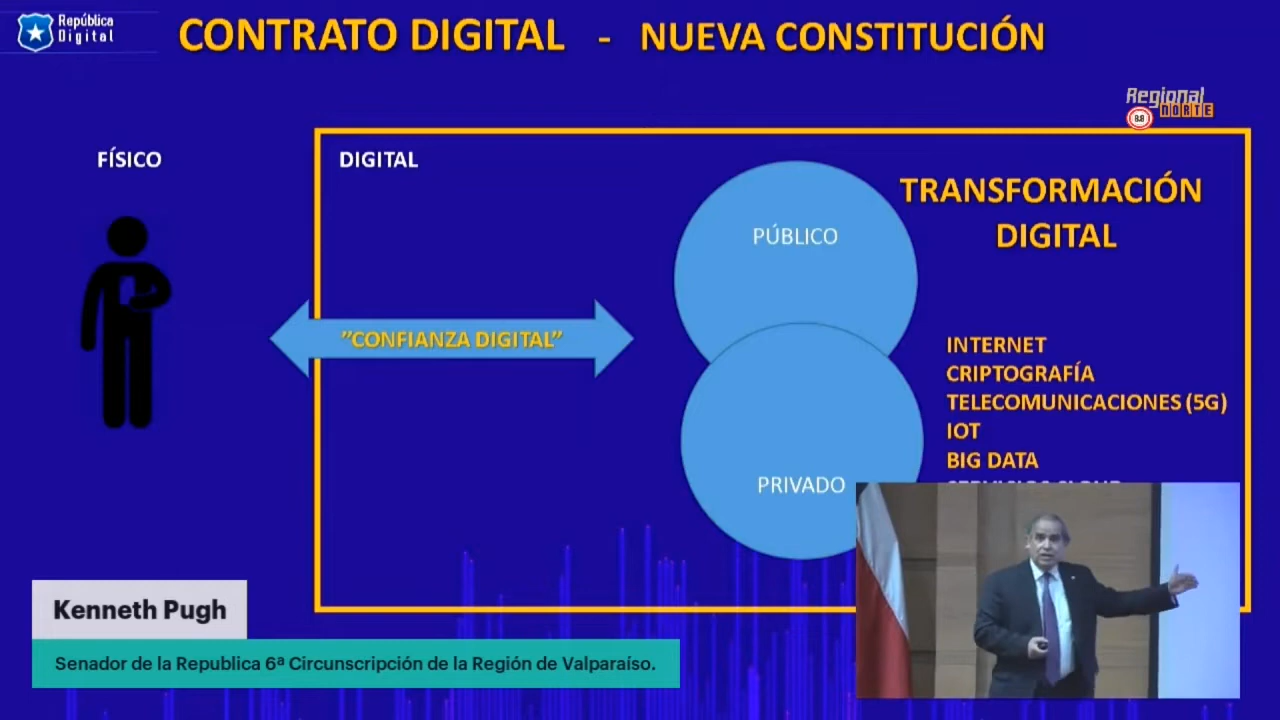 República
Digital
CONTRATO DIGITAL - NUEVA CONSTITUCIÓN
Regional
NORTE
88
FÍSICO
DIGITAL
TRANSFORMACIÓN
DIGITAL
PÚBLICO
"CONFIANZA DIGITAL"
INTERNET
CRIPTOGRAFÍA
TELECOMUNICACIONES (5G)
IOT
BIG DATA
PRIVADO
Kenneth Pugh
Senador de la Republica 6ª Circunscripción de la Región de Valparaíso.